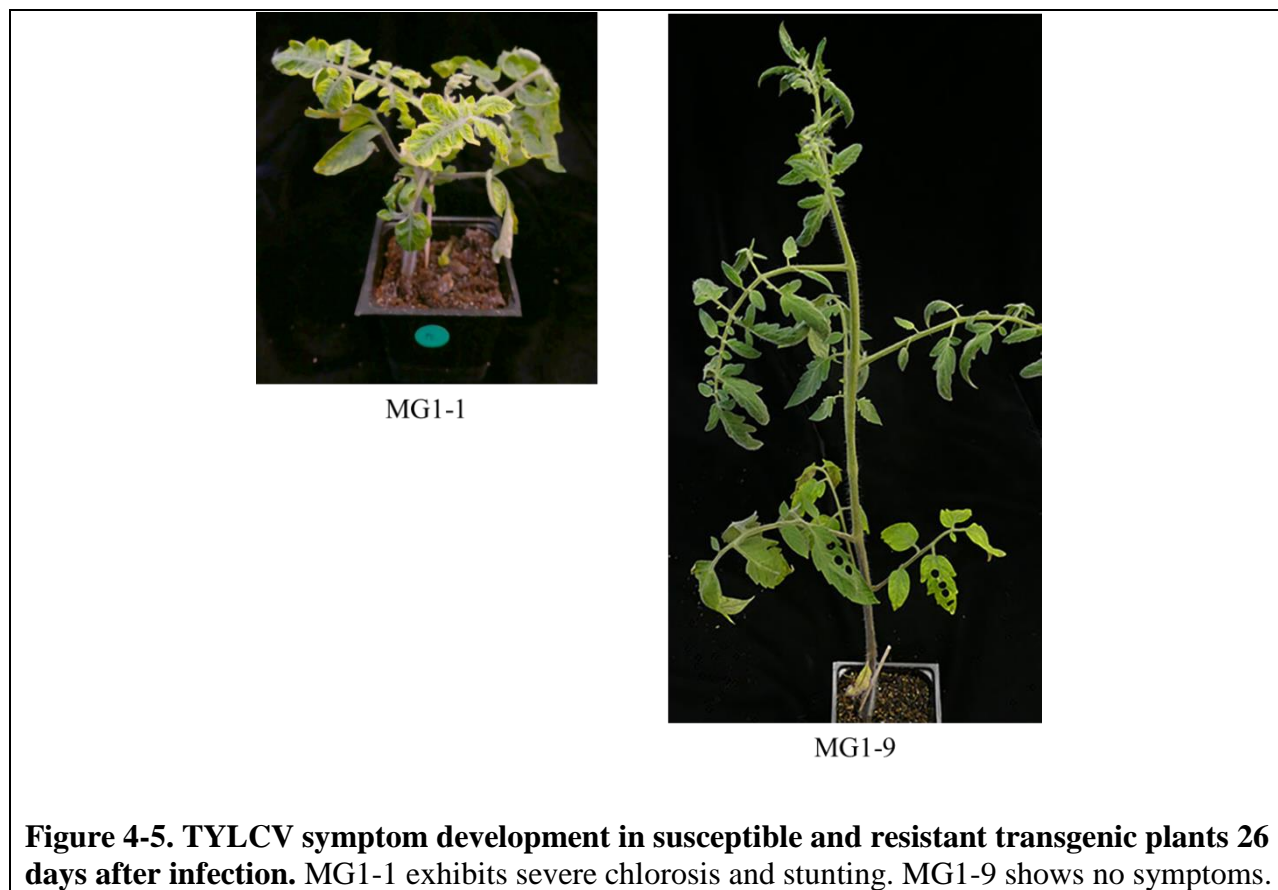 MG1-1
MG1-9
Figure 4-5. TYLCV symptom development in susceptible and resistant transgenic plants 26
days after infection. MG1-1 exhibits severe chlorosis and stunting. MG1-9 shows no symptoms.